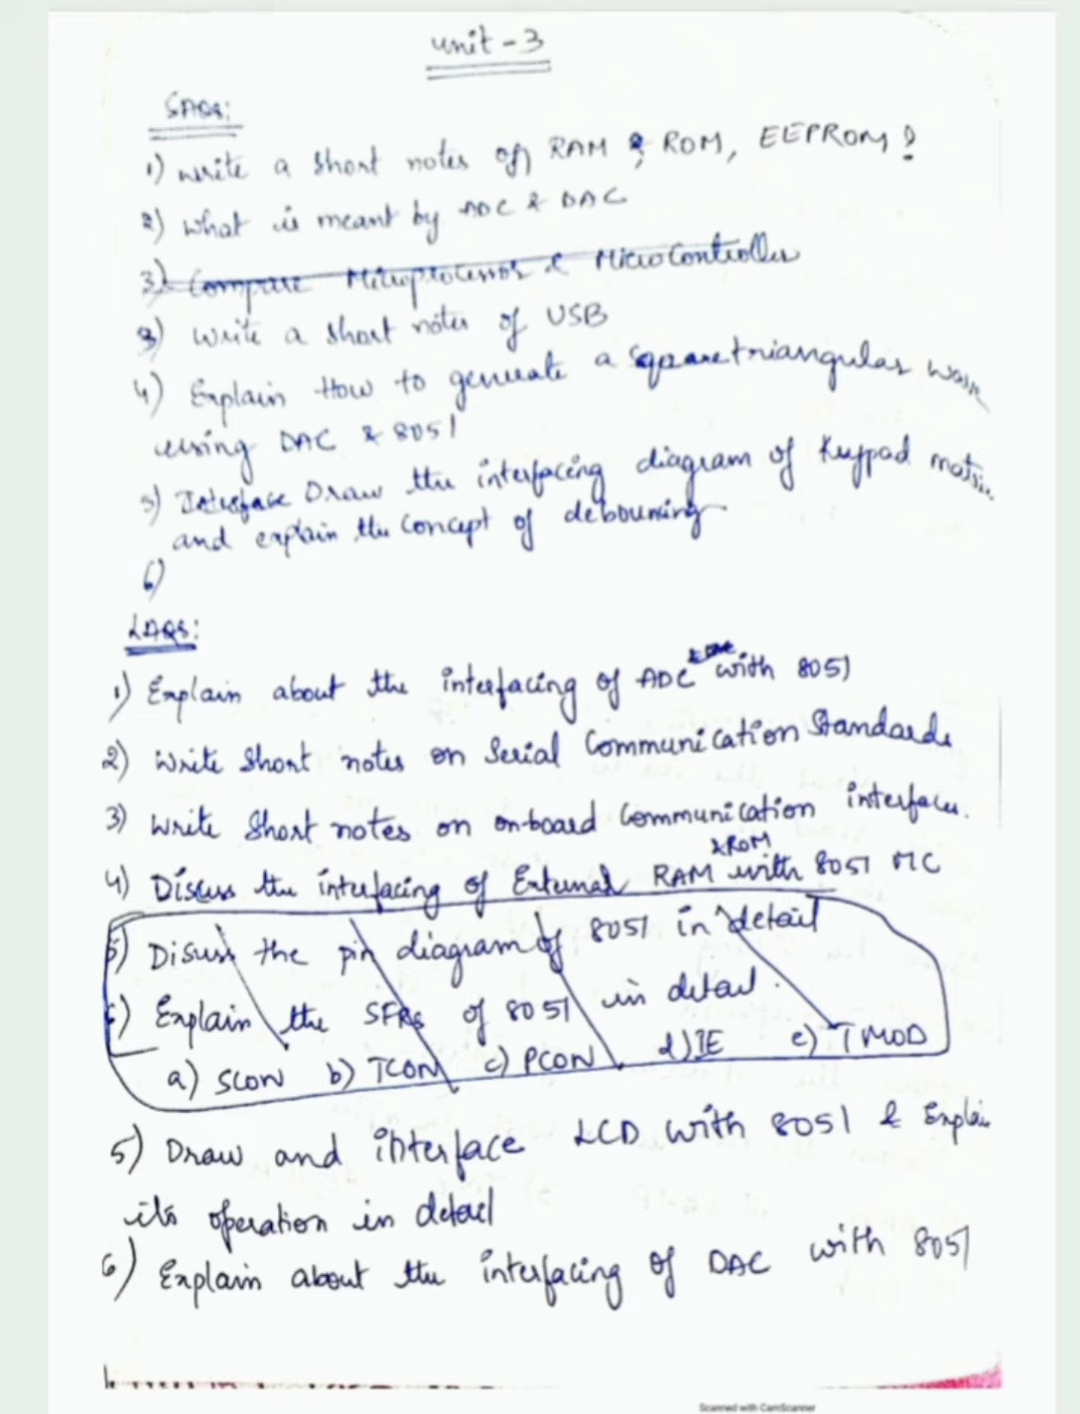 unit - 3
SAQs:
1) write a short notes of RAM & ROM, EEPROM?
2) what is meant by ADC & DAC
3) Compare Microprocessor & MicroController
3) Write a short notes of USB
4) Explain How to generate a square triangular wave
using DAC & 8051
5) Interface Draw the interfacing diagram of Keypad matrix
and explain the concept of debouncing
6)
LAQS:
1) Explain about the interfacing of ADC & DAC with 8051
2) Write Short notes on Serial Communication Standards
3) Write Short notes on on-board Communication interfaces.
4) Discuss the interfacing of External RAM & ROM with 8051 MC
5) Disuss the pin diagram of 8051 in detail
6) Explain the SFRs of 8051 in detail.
a) SCON b) TCON c) PCON d) IE e) TMOD
5) Draw and interface LCD with 8051 & Explain
its operation in detail
6) Explain about the interfacing of DAC with 8051
Scanned with CamScanner